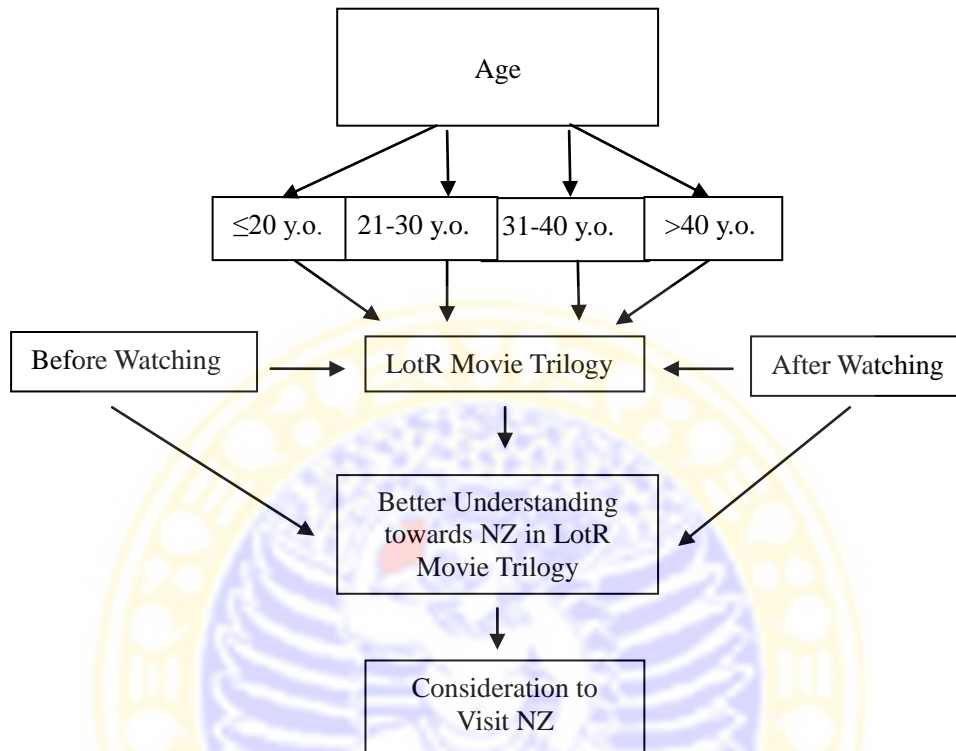 Age
≤20 y.o.
21-30 y.o.
31-40 y.o.
>40 y.o.
Before Watching
LotR Movie Trilogy
After Watching
Better Understanding
towards NZ in LotR
Movie Trilogy
Consideration to
Visit NZ